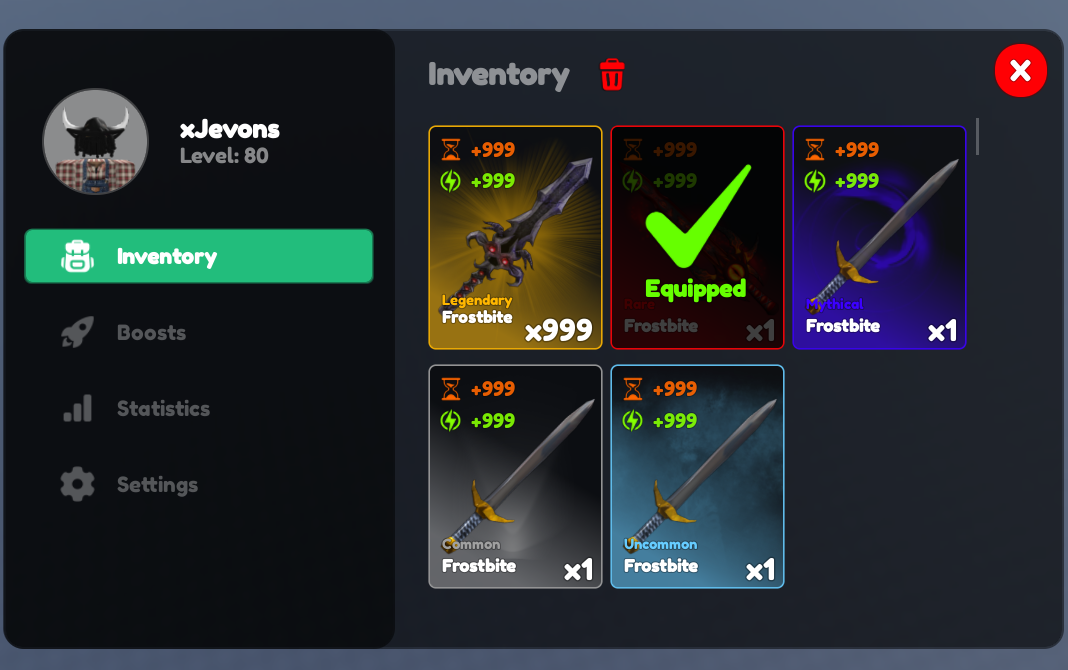 xJevons
Level: 80
Inventory
Boosts
Statistics
Settings
Inventory
+999
+999
Legendary
Frostbite
x999
+999
+999
Equipped
Rare
Frostbite
x1
+999
+999
Mythical
Frostbite
x1
+999
+999
Common
Frostbite
x1
+999
+999
Uncommon
Frostbite
x1